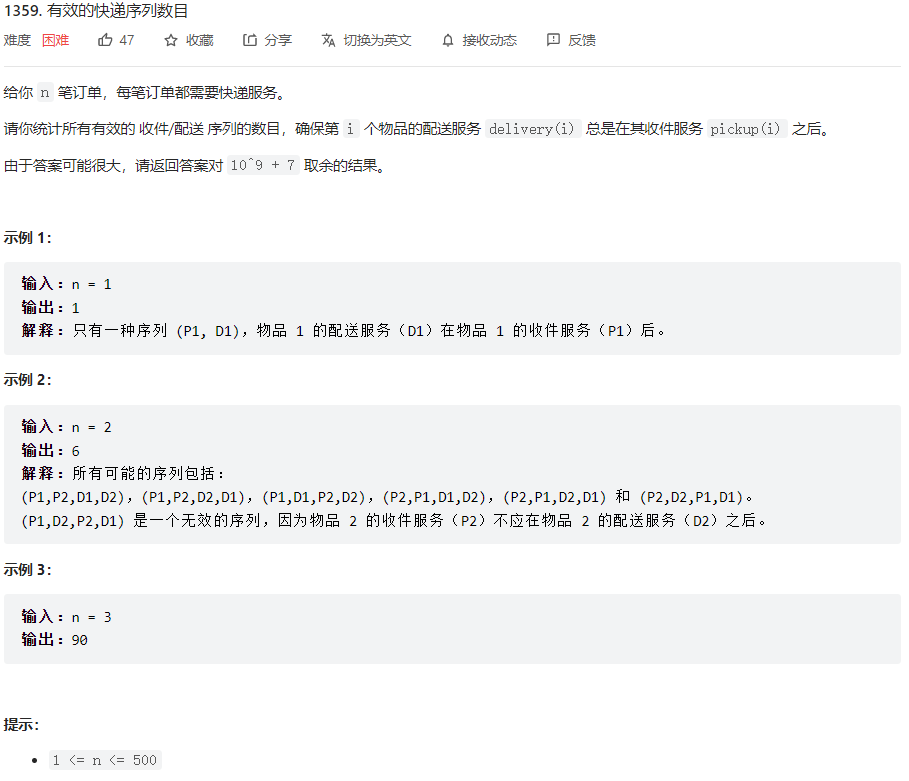 1359. 有效的快递序列数目
难度 困难 47 收藏 分享 切换为英文 接收动态 反馈
给你 n 笔订单，每笔订单都需要快递服务。
请你统计所有有效的 收件/配送 序列的数目，确保第 i 个物品的配送服务 delivery(i) 总是在其收件服务 pickup(i) 之后。
由于答案可能很大，请返回答案对 10^9 + 7 取余的结果。
示例 1：
输入：n = 1
输出：1
解释：只有一种序列 (P1, D1)，物品 1 的配送服务（D1）在物品 1 的收件服务（P1）后。
示例 2：
输入：n = 2
输出：6
解释：所有可能的序列包括：
(P1,P2,D1,D2)，(P1,P2,D2,D1)，(P1,D1,P2,D2)，(P2,P1,D1,D2)，(P2,P1,D2,D1) 和 (P2,D2,P1,D1)。
(P1,D2,P2,D1) 是一个无效的序列，因为物品 2 的收件服务（P2）不应在物品 2 的配送服务（D2）之后。
示例 3：
输入：n = 3
输出：90
提示：
• 1 <= n <= 500